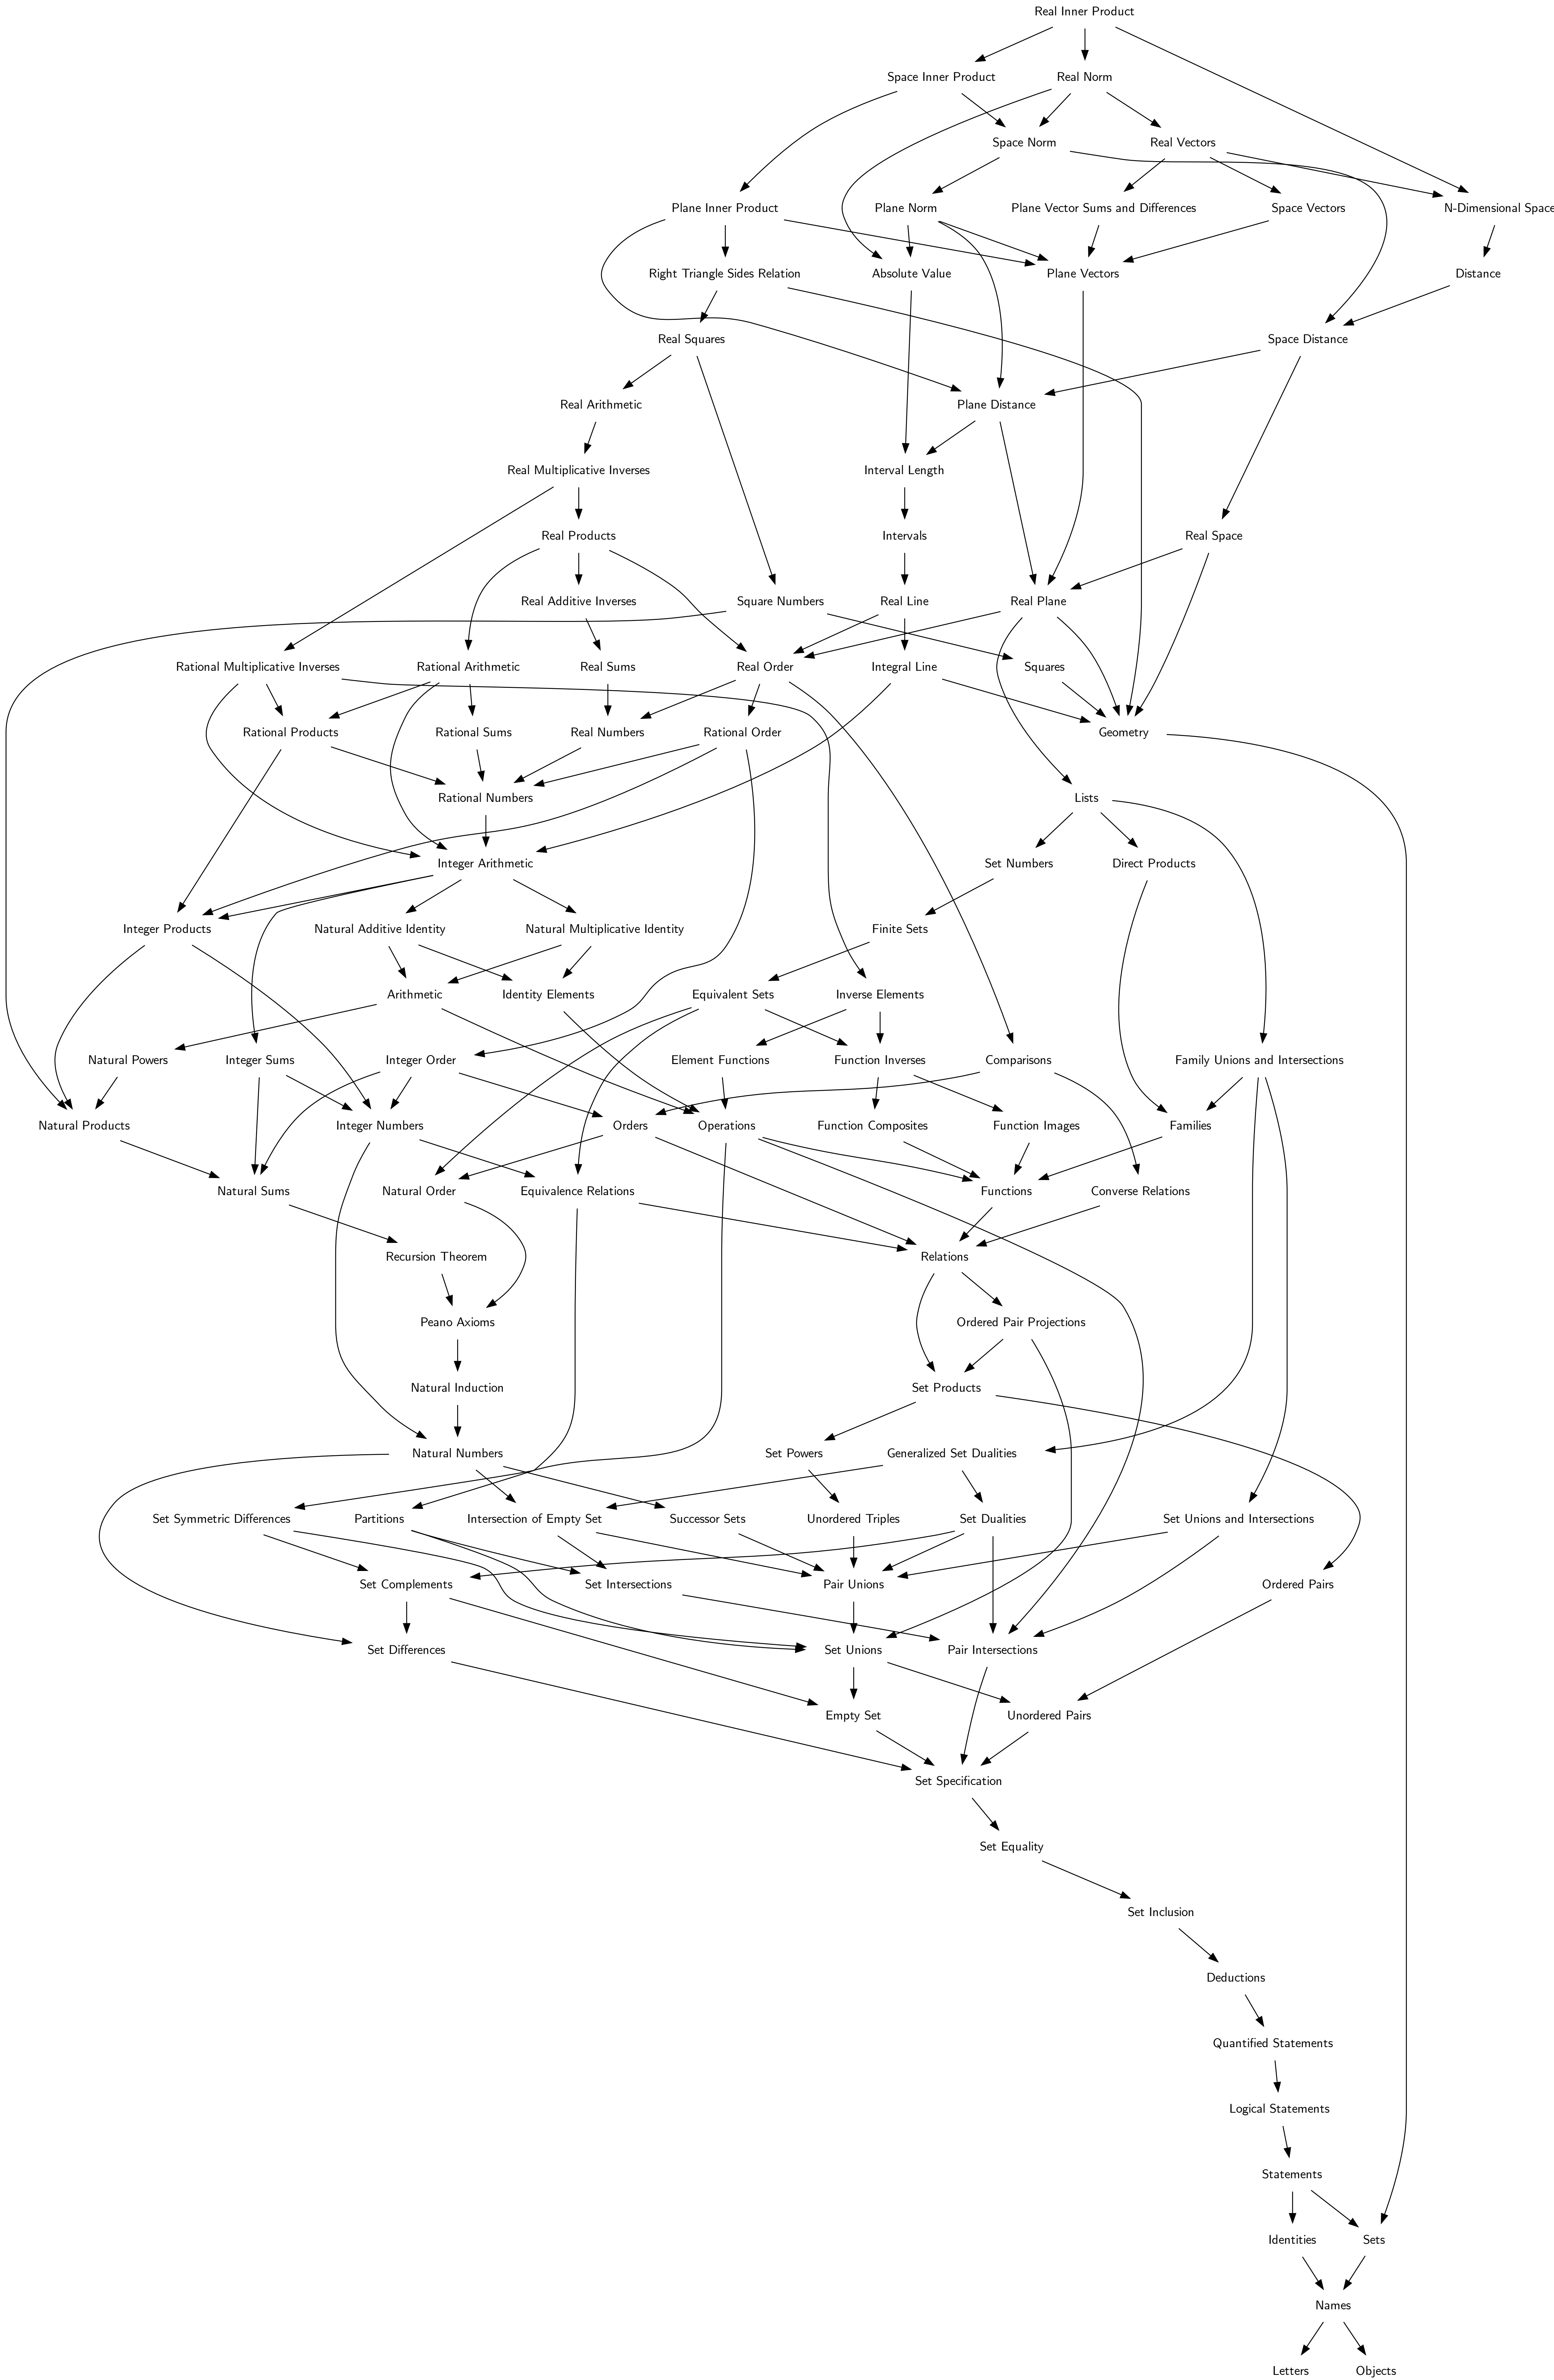 Real Inner Product
Space Inner Product
Real Norm
Space Norm
Real Vectors
Plane Inner Product
Plane Norm
Plane Vector Sums and Differences
Space Vectors
N-Dimensional Space
Right Triangle Sides Relation
Absolute Value
Plane Vectors
Distance
Real Squares
Space Distance
Real Arithmetic
Plane Distance
Real Multiplicative Inverses
Interval Length
Real Products
Intervals
Real Space
Real Additive Inverses
Square Numbers
Real Line
Real Plane
Rational Multiplicative Inverses
Rational Arithmetic
Real Sums
Real Order
Integral Line
Squares
Rational Products
Rational Sums
Real Numbers
Rational Order
Geometry
Rational Numbers
Lists
Integer Arithmetic
Set Numbers
Direct Products
Integer Products
Natural Additive Identity
Natural Multiplicative Identity
Finite Sets
Arithmetic
Identity Elements
Equivalent Sets
Inverse Elements
Natural Powers
Integer Sums
Integer Order
Element Functions
Function Inverses
Comparisons
Family Unions and Intersections
Natural Products
Integer Numbers
Orders
Operations
Function Composites
Function Images
Families
Natural Sums
Natural Order
Equivalence Relations
Functions
Converse Relations
Recursion Theorem
Relations
Peano Axioms
Ordered Pair Projections
Natural Induction
Set Products
Natural Numbers
Set Powers
Generalized Set Dualities
Set Symmetric Differences
Partitions
Intersection of Empty Set
Successor Sets
Unordered Triples
Set Dualities
Set Unions and Intersections
Set Complements
Set Intersections
Pair Unions
Ordered Pairs
Set Differences
Set Unions
Pair Intersections
Empty Set
Unordered Pairs
Set Specification
Set Equality
Set Inclusion
Deductions
Quantified Statements
Logical Statements
Statements
Identities
Sets
Names
Letters
Objects